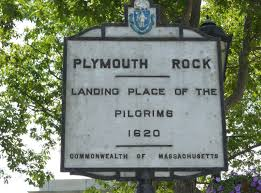 PLYMOUTH ROCK
LANDING PLACE OF THE
PILGRIMS
1620
COMMONWEALTH OF MASSACHUSETTS